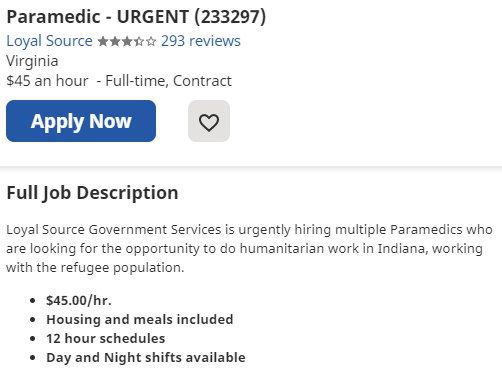 Paramedic - URGENT (233297)
Loyal Source ★★★⯪☆ 293 reviews
Virginia
$45 an hour - Full-time, Contract
Apply Now
Full Job Description
Loyal Source Government Services is urgently hiring multiple Paramedics who
are looking for the opportunity to do humanitarian work in Indiana, working
with the refugee population.
• $45.00/hr.
• Housing and meals included
• 12 hour schedules
• Day and Night shifts available